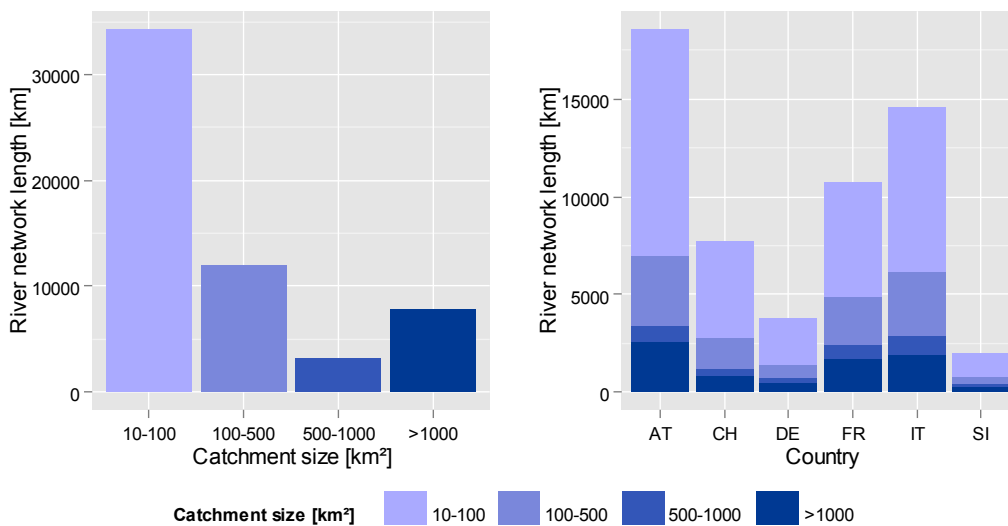 River network length [km]
30000
20000
10000
0
10-100
100-500
500-1000
>1000
Catchment size [km²]
River network length [km]
15000
10000
5000
0
AT
CH
DE
FR
IT
SI
Country
Catchment size [km²]
10-100
100-500
500-1000
>1000